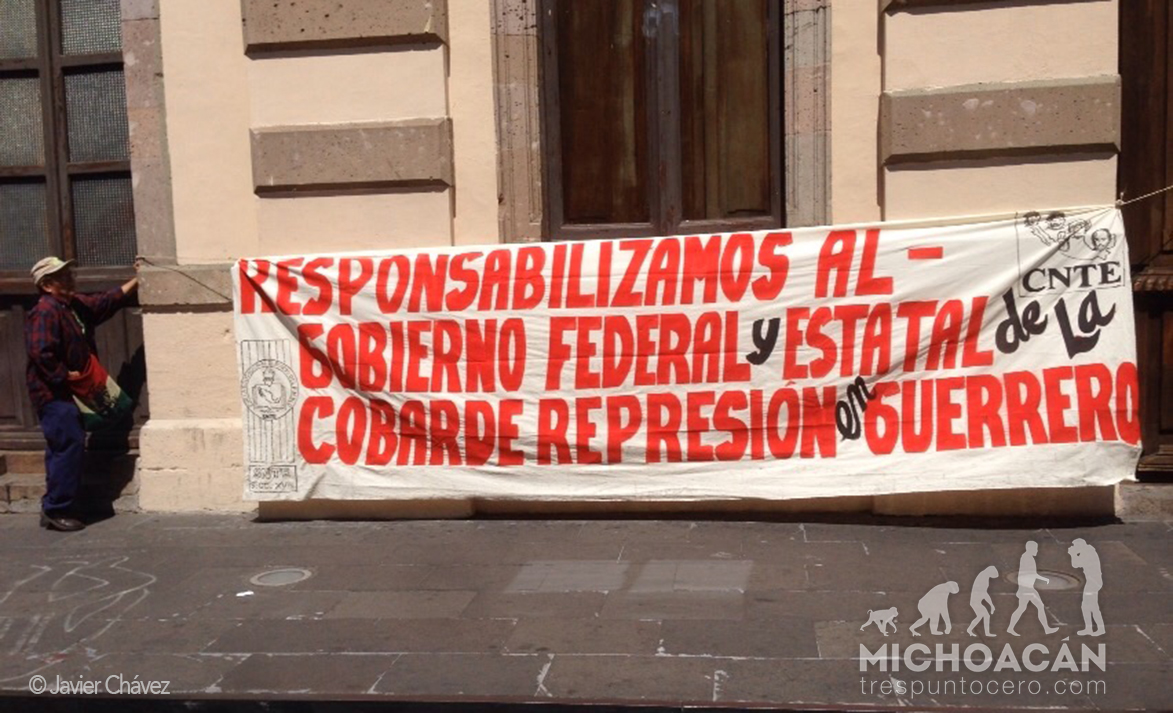 RESPONSABILIZAMOS AL -
GOBIERNO FEDERAL y ESTATAL de La
COBARDE REPRESIÓN en GUERRERO
CNTE
MICHOACÁN
trespuntocero.com
© Javier Chávez